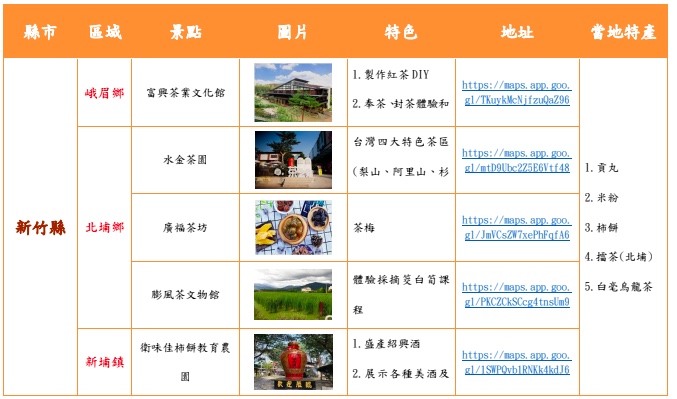 縣市 區域 景點 圖片 特色 地址 當地特產
新竹縣
峨眉鄉
富興茶業文化館
1.製作紅茶 DIY
2.奉茶、封茶體驗和
https://maps.app.goo.
gl/TKuykMcNjfzuQaZ96
北埔鄉
水金茶園
台灣四大特色茶區
(梨山、阿里山、杉
https://maps.app.goo.
gl/mtD9Ubc2Z5E6Vtf48
廣福茶坊
茶梅
https://maps.app.goo.
gl/JmVCsZW7xePhFqfA6
膨風茶文物館
體驗採摘筊白筍課
程
https://maps.app.goo.
gl/PKCZCkSCcg4tnsUm9
新埔鎮
衛味佳柿餅教育農
園
1.盛產紹興酒
2.展示各種美酒及
https://maps.app.goo.
gl/1SWPQvb1RNKk4kdJ6
1.貢丸
2.米粉
3.柿餅
4.擂茶(北埔)
5.白毫烏龍茶